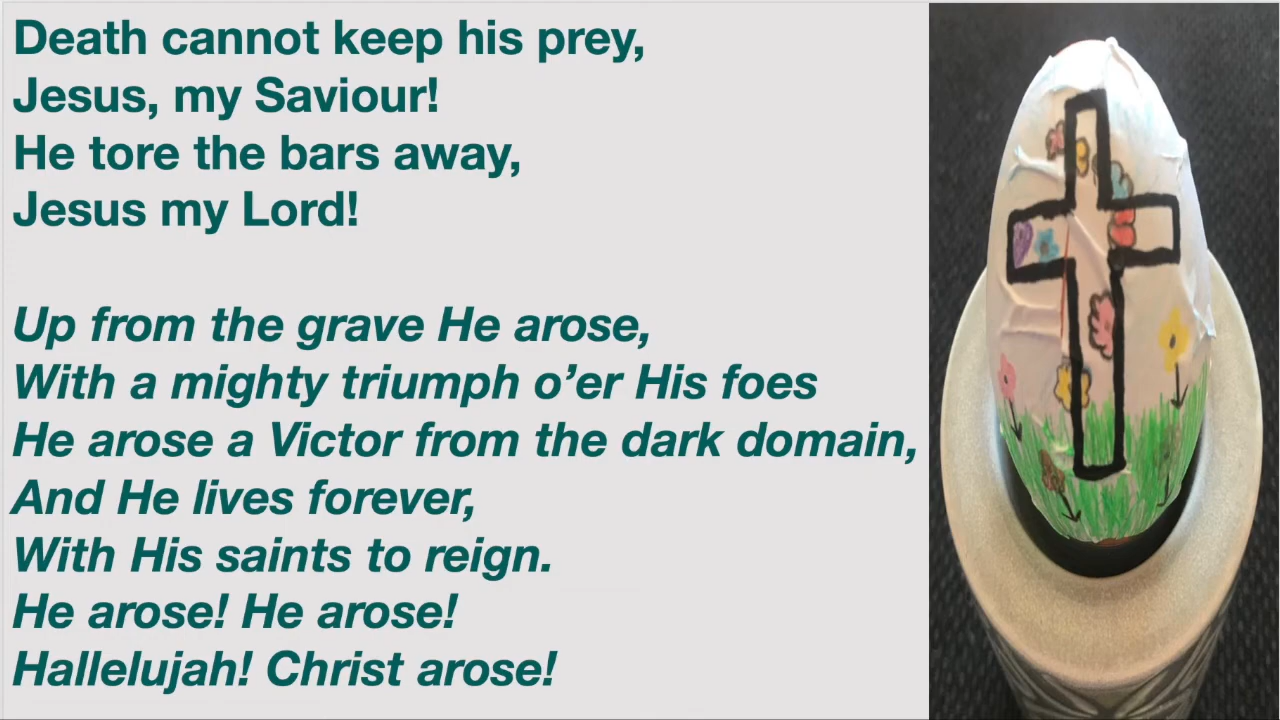 Death cannot keep his prey,
Jesus, my Saviour!
He tore the bars away,
Jesus my Lord!
Up from the grave He arose,
With a mighty triumph o’er His foes
He arose a Victor from the dark domain,
And He lives forever,
With His saints to reign.
He arose! He arose!
Hallelujah! Christ arose!